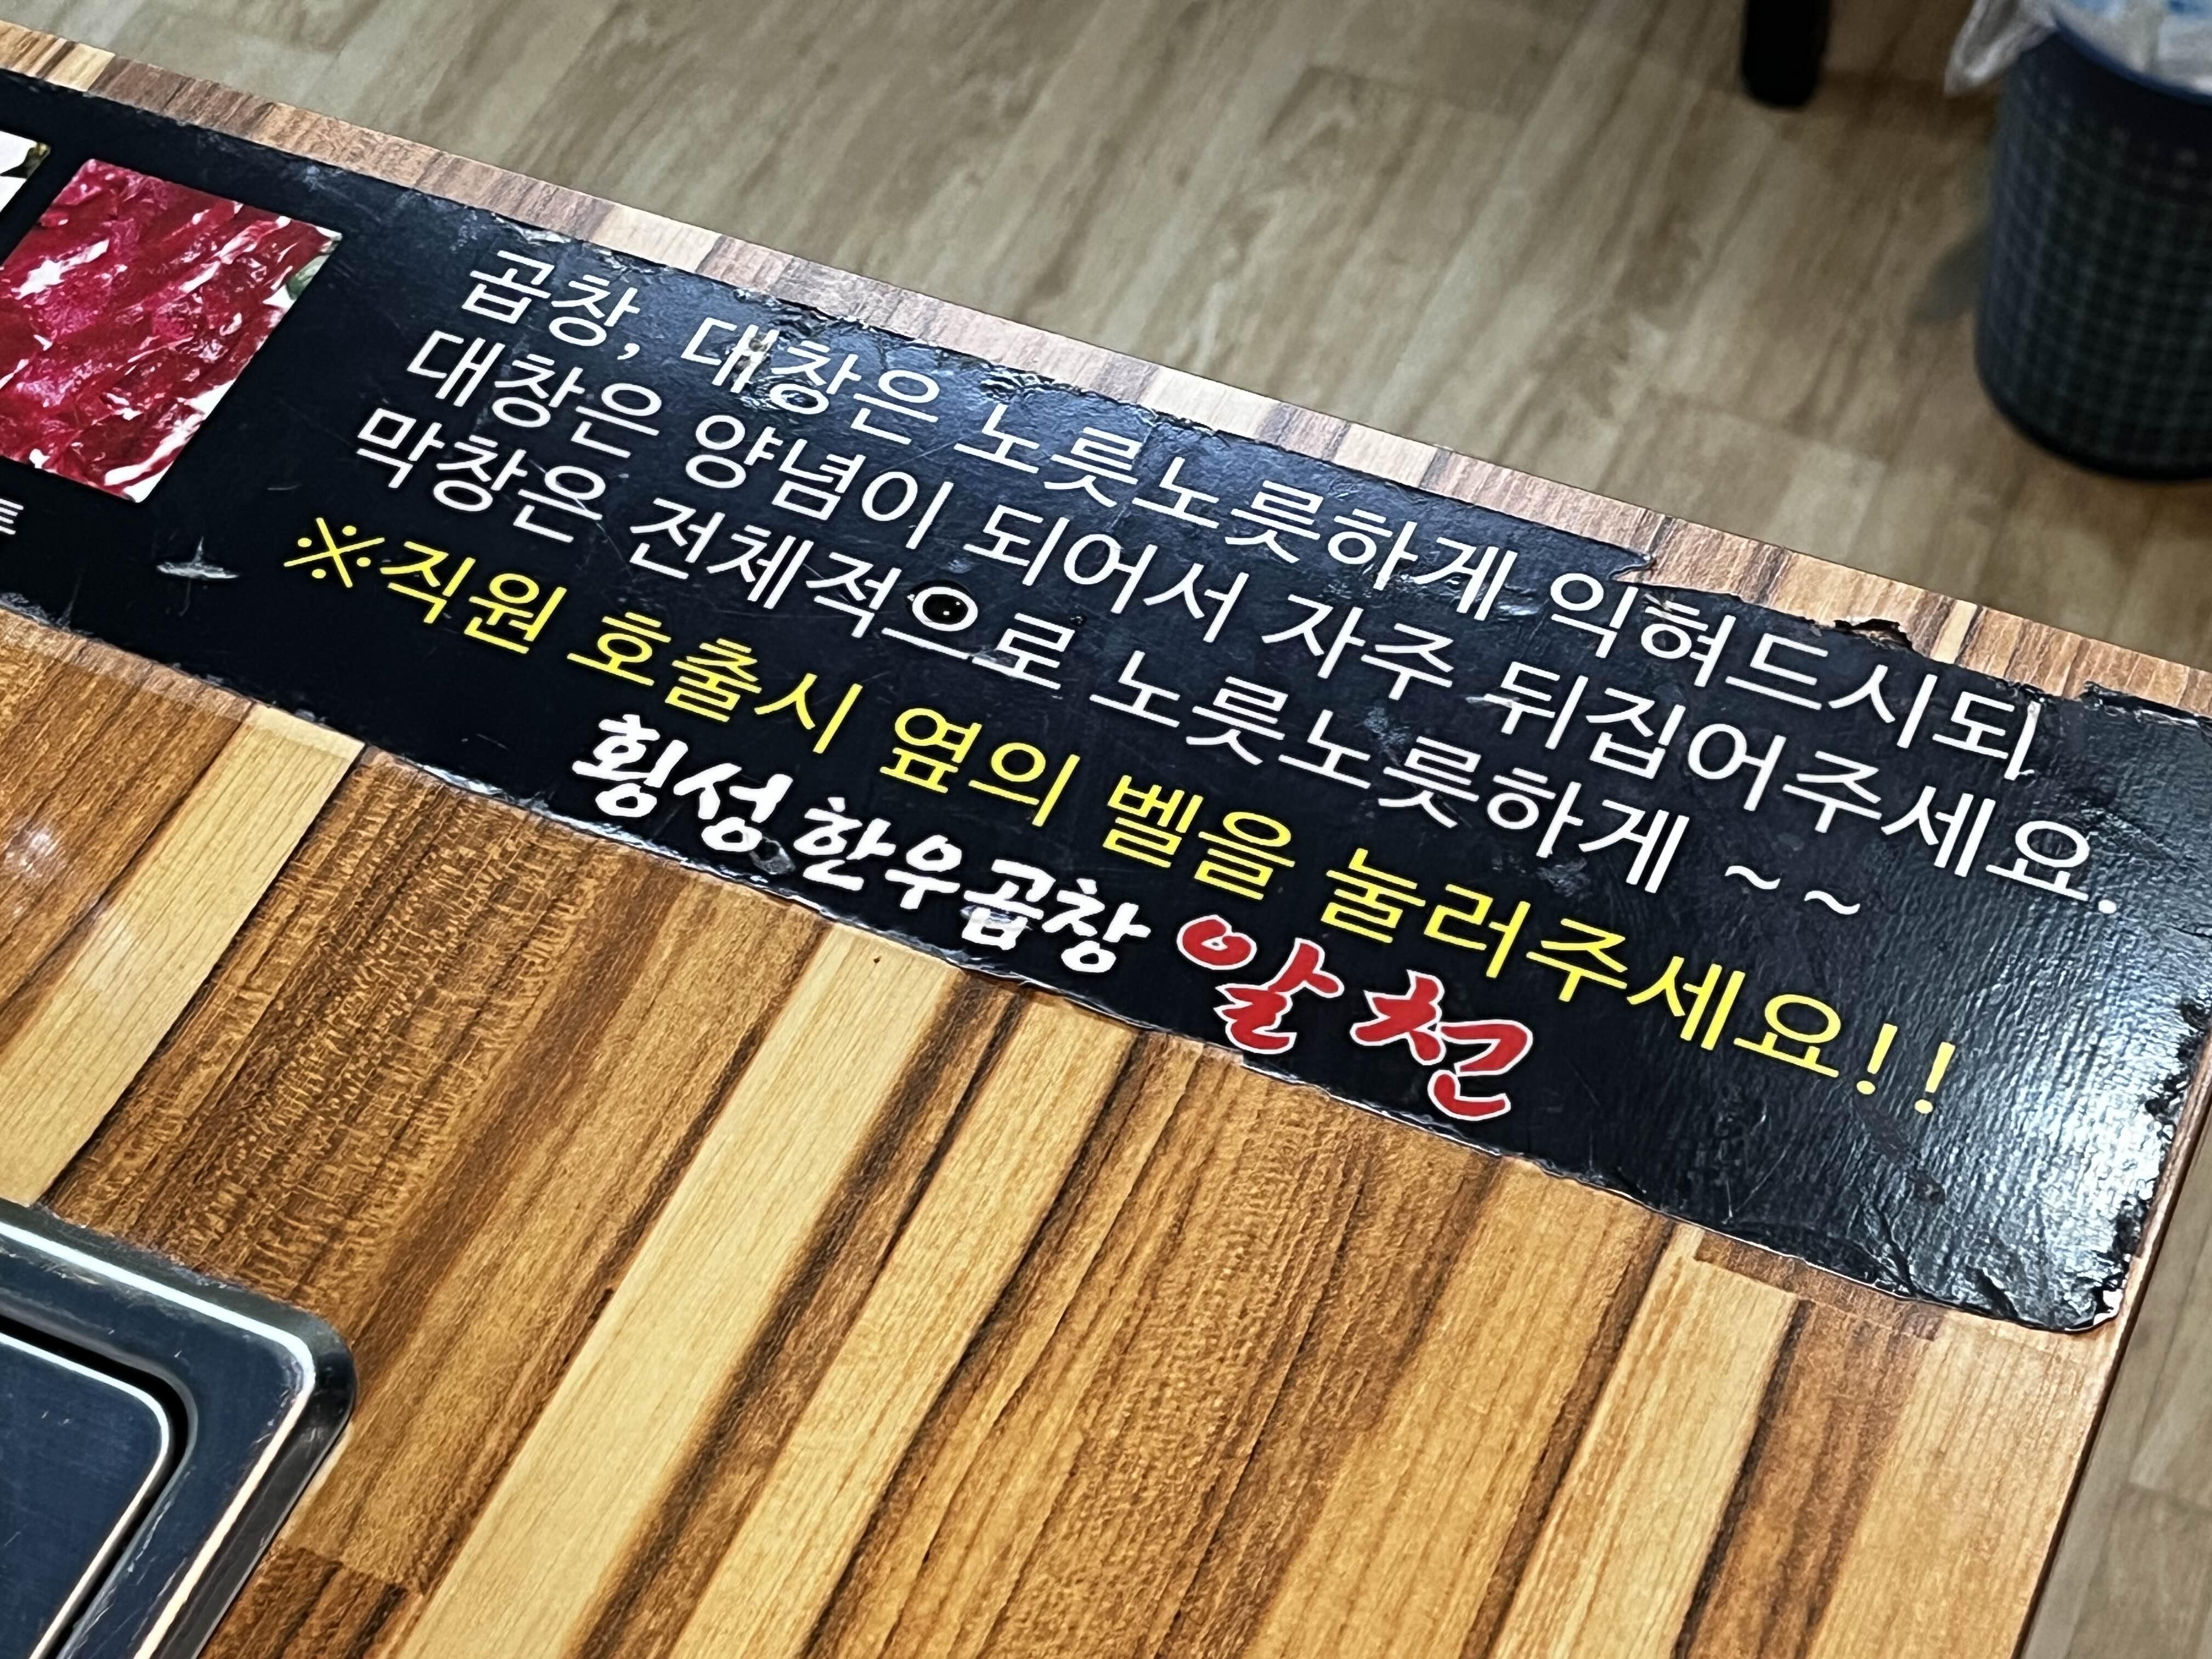 곱창, 대창은 노릇노릇하게 익혀드시되
대창은 양념이 되어서 자주 뒤집어주세요.
막창은 전체적으로 노릇노릇하게 ~~
※직원 호출시 옆의 벨을 눌러주세요!!
횡성한우곱창 알천